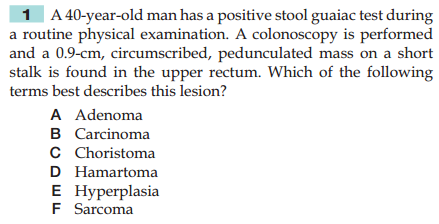 1 A 40-year-old man has a positive stool guaiac test during
a routine physical examination. A colonoscopy is performed
and a 0.9-cm, circumscribed, pedunculated mass on a short
stalk is found in the upper rectum. Which of the following
terms best describes this lesion?
A Adenoma
B Carcinoma
C Choristoma
D Hamartoma
E Hyperplasia
F Sarcoma